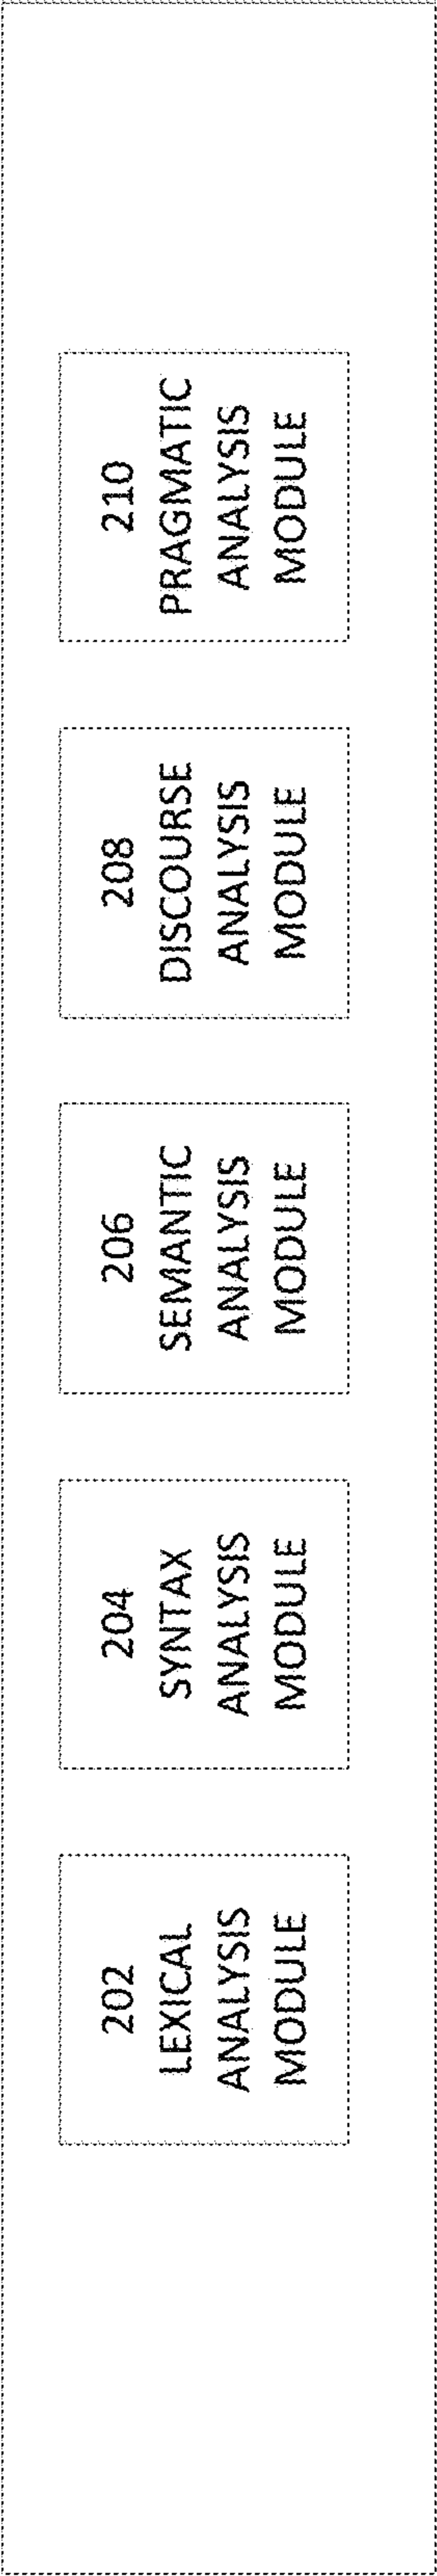 202
LEXICAL
ANALYSIS
MODULE
204
SYNTAX
ANALYSIS
MODULE
206
SEMANTIC
ANALYSIS
MODULE
208
DISCOURSE
ANALYSIS
MODULE
210
PRAGMATIC
ANALYSIS
MODULE